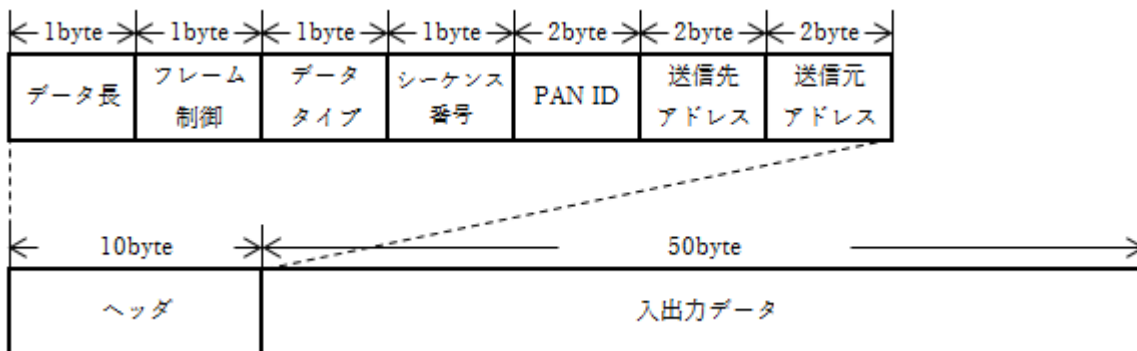 1byte 1byte 1byte 1byte 2byte 2byte 2byte
データ長 フレーム制御 データタイプ シーケンス番号 PAN ID 送信先アドレス 送信元アドレス
10byte 50byte
ヘッダ 入出力データ